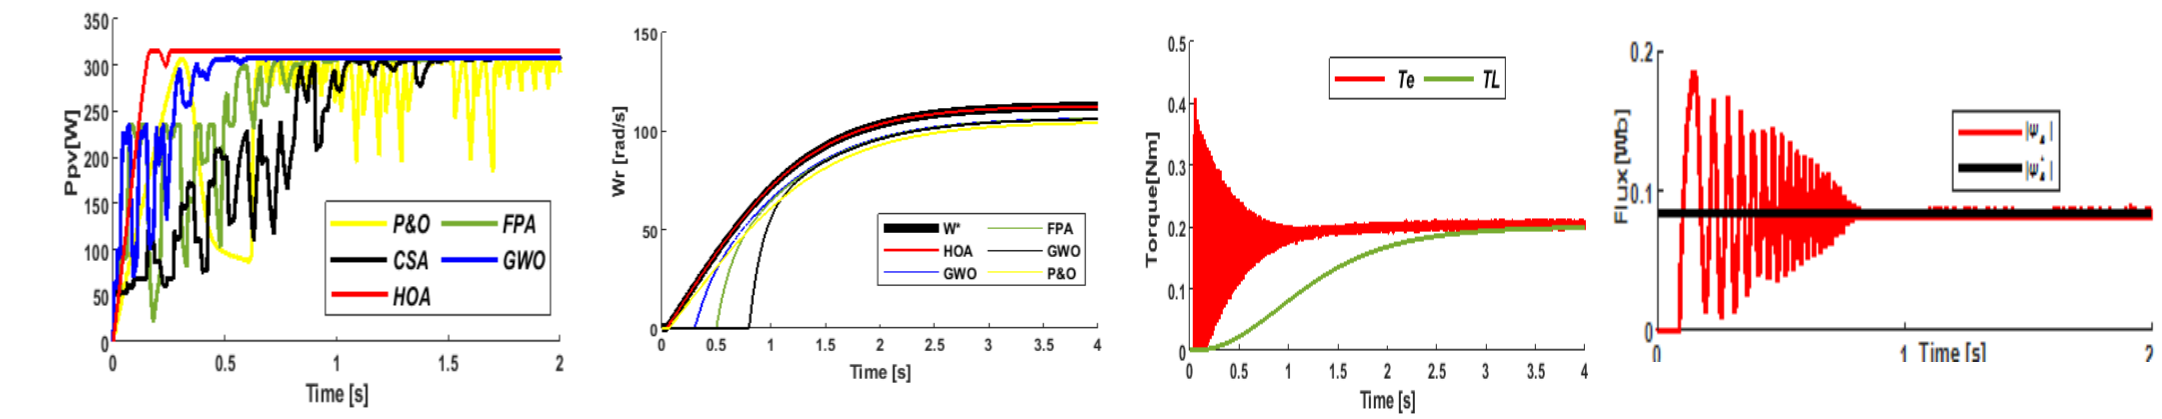 350
300
250
200
150
100
50
0
Ppv[W]
P&O FPA
CSA GWO
HOA
0 0.5 1 1.5 2
Time [s]
150
100
50
0
Wr [rad/s]
W* FPA
HOA GWO
GWO P&O
0 0.5 1 1.5 2 2.5 3 3.5 4
Time [s]
0.5
0.4
0.3
0.2
0.1
0
Torque[Nm]
Te TL
0 0.5 1 1.5 2 2.5 3 3.5 4
Time [s]
0.2
0.1
0
Flux[Wb]
0 1 Time [s] 2